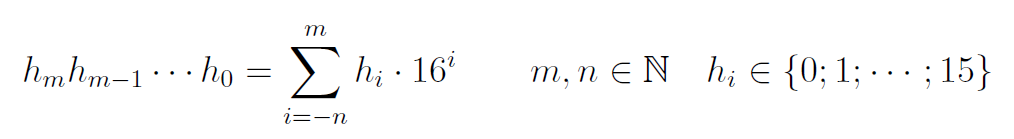 $h_m h_{m-1} \cdots h_0 = \sum_{i=-n}^{m} h_i \cdot 16^i \qquad m, n \in \mathbb{N} \quad h_i \in \{0; 1; \cdots ; 15\}$